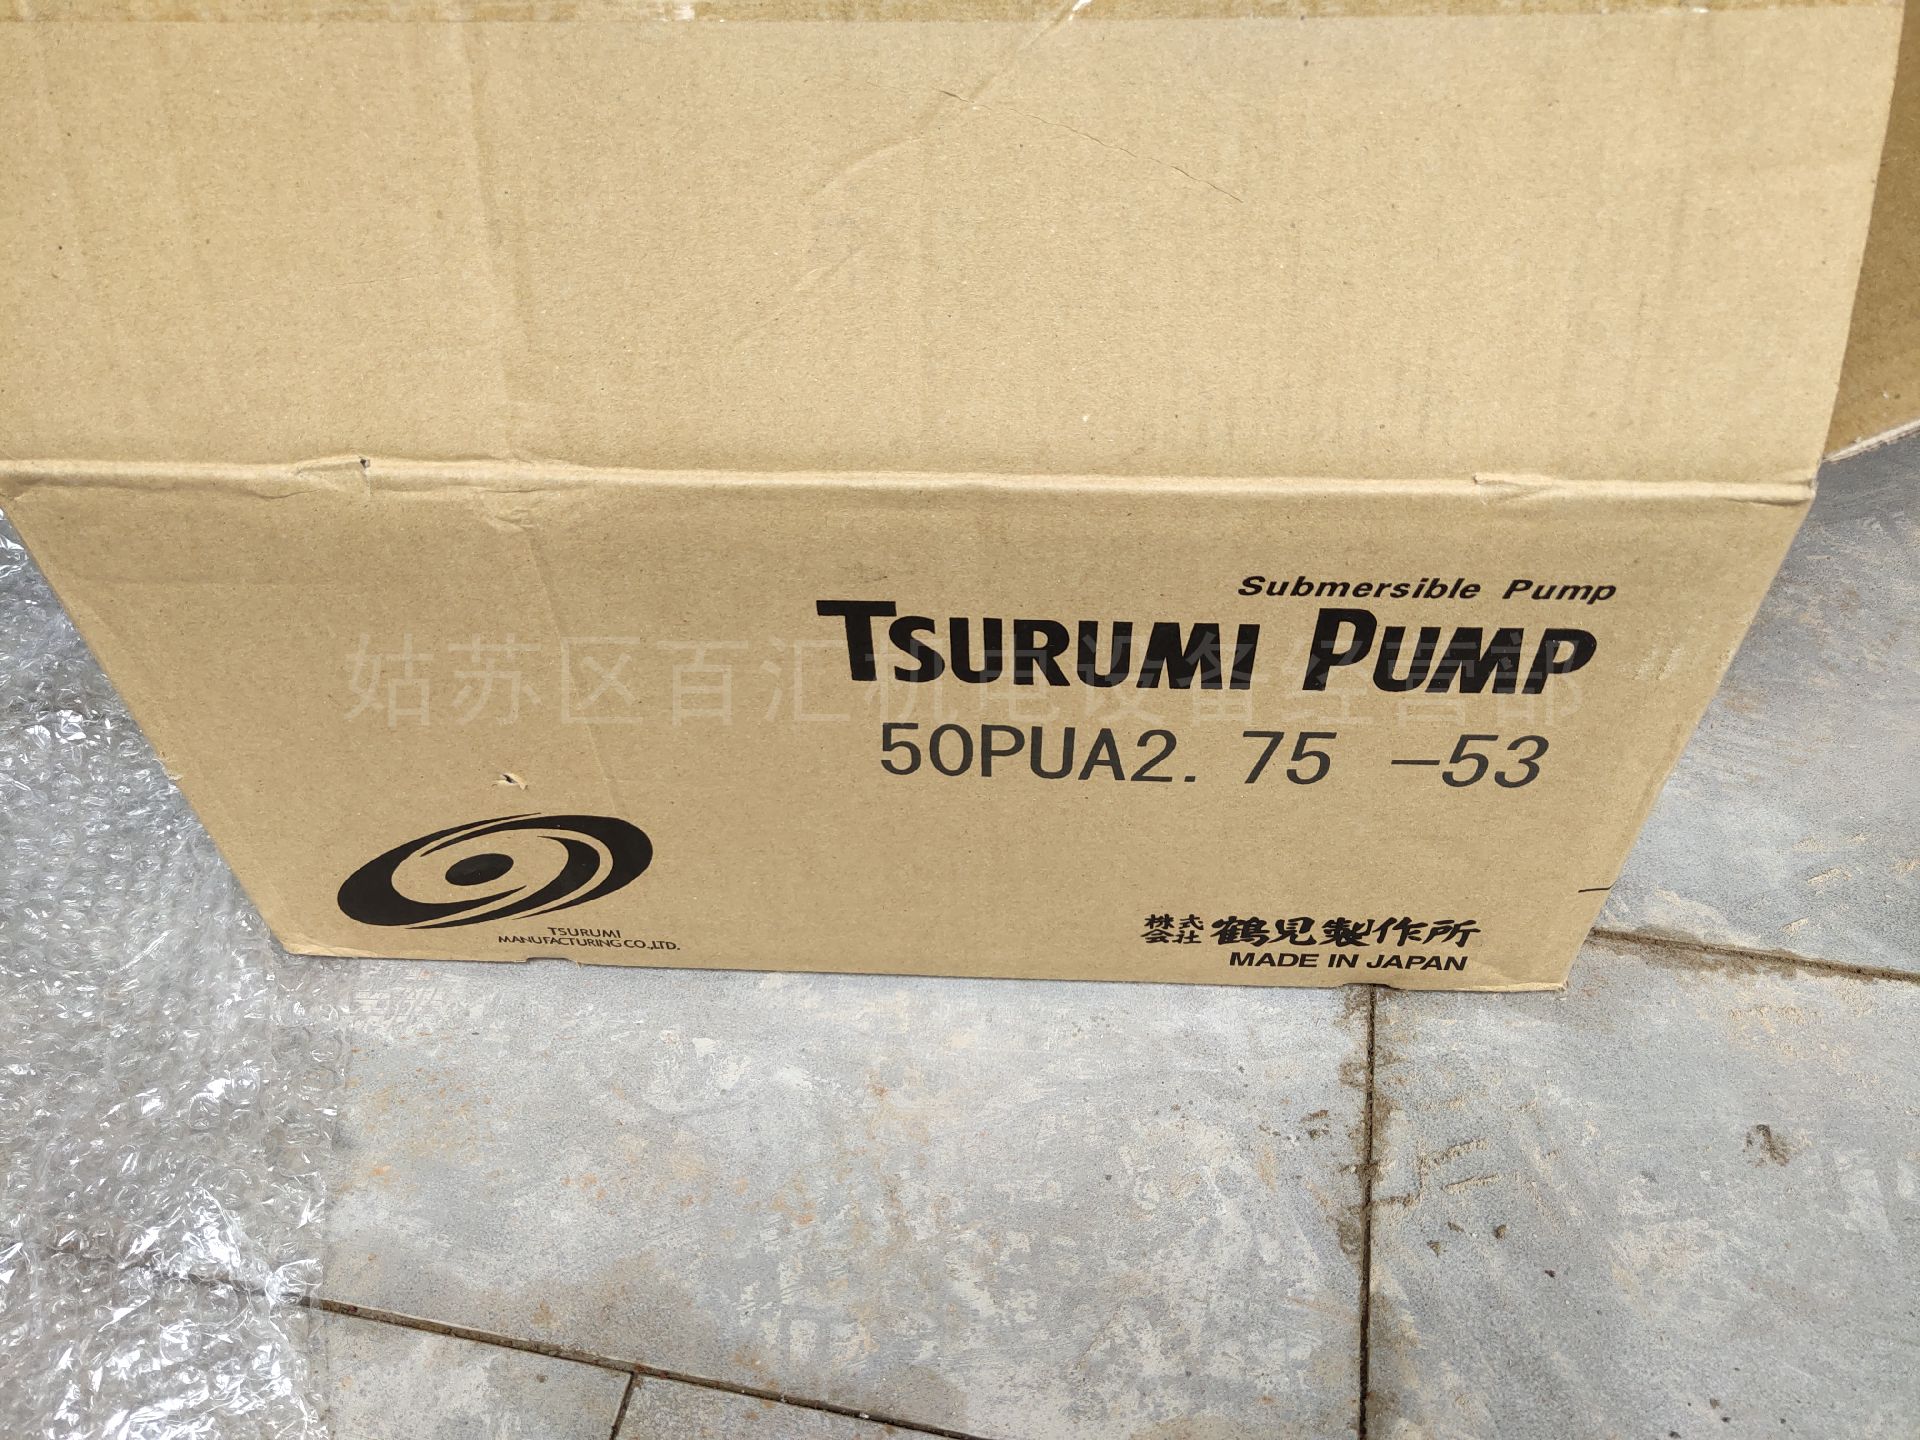 Submersible Pump
TSURUMI PUMP
姑苏区百汇机电设备经营部
50PUA2. 75 -53
TSURUMI
MANUFACTURING CO.,LTD.
株式会社 鶴見製作所
MADE IN JAPAN